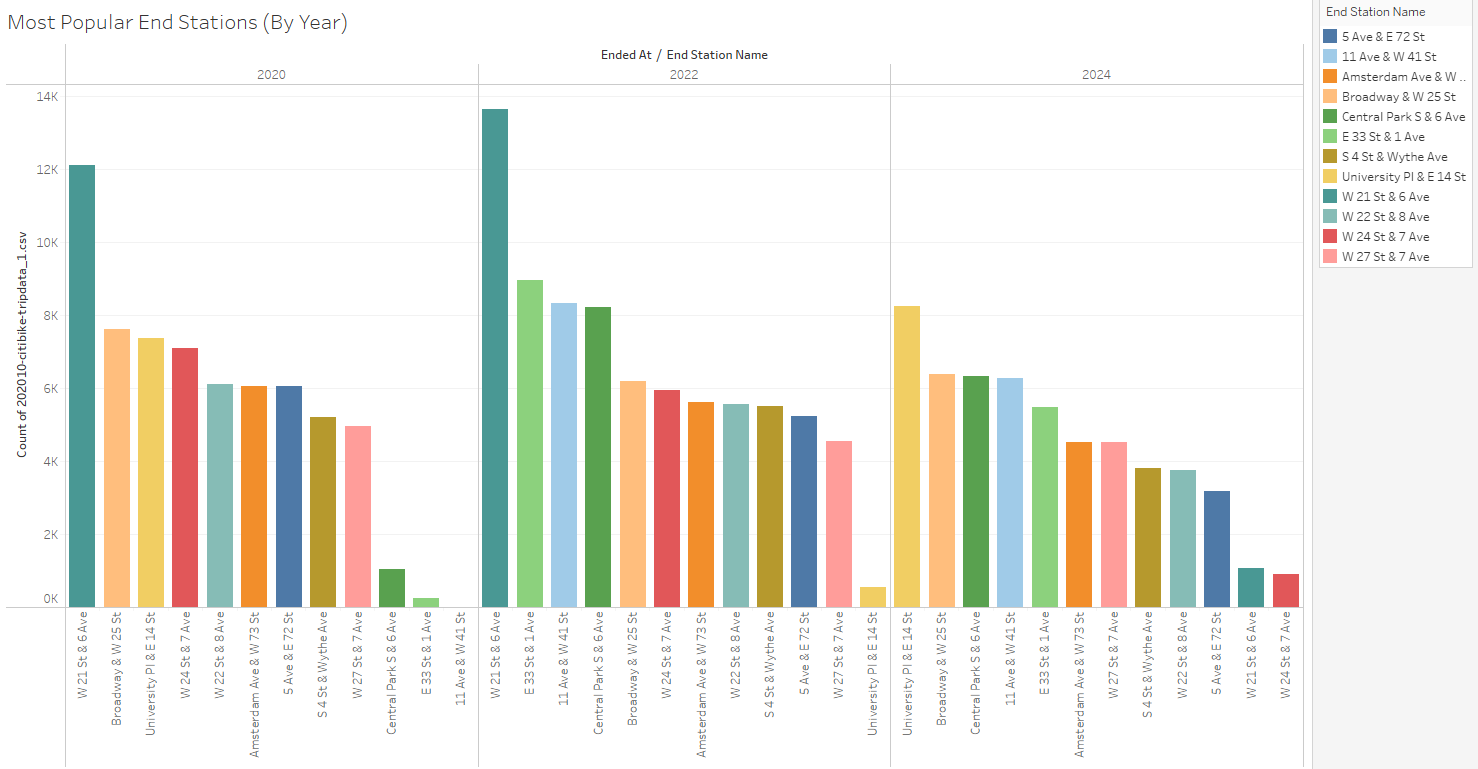 Most Popular End Stations (By Year)
Ended At / End Station Name
2020
2022
2024
14K
12K
10K
8K
6K
4K
2K
0K
Count of 202010-citibike-tripdata_1.csv
W 21 St & 6 Ave
Broadway & W 25 St
University Pl & E 14 St
W 24 St & 7 Ave
W 22 St & 8 Ave
Amsterdam Ave & W 73 St
5 Ave & E 72 St
S 4 St & Wythe Ave
W 27 St & 7 Ave
Central Park S & 6 Ave
E 33 St & 1 Ave
11 Ave & W 41 St
W 21 St & 6 Ave
E 33 St & 1 Ave
11 Ave & W 41 St
Central Park S & 6 Ave
Broadway & W 25 St
W 24 St & 7 Ave
Amsterdam Ave & W 73 St
W 22 St & 8 Ave
S 4 St & Wythe Ave
5 Ave & E 72 St
W 27 St & 7 Ave
University Pl & E 14 St
University Pl & E 14 St
Broadway & W 25 St
Central Park S & 6 Ave
11 Ave & W 41 St
E 33 St & 1 Ave
Amsterdam Ave & W 73 St
W 27 St & 7 Ave
S 4 St & Wythe Ave
W 22 St & 8 Ave
5 Ave & E 72 St
W 21 St & 6 Ave
W 24 St & 7 Ave
End Station Name
5 Ave & E 72 St
11 Ave & W 41 St
Amsterdam Ave & W ..
Broadway & W 25 St
Central Park S & 6 Ave
E 33 St & 1 Ave
S 4 St & Wythe Ave
University Pl & E 14 St
W 21 St & 6 Ave
W 22 St & 8 Ave
W 24 St & 7 Ave
W 27 St & 7 Ave